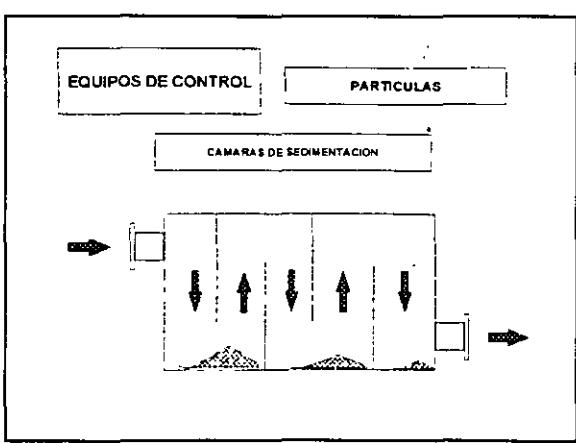 EQUIPOS DE CONTROL
PARTICULAS
CAMARAS DE SEDIMENTACION